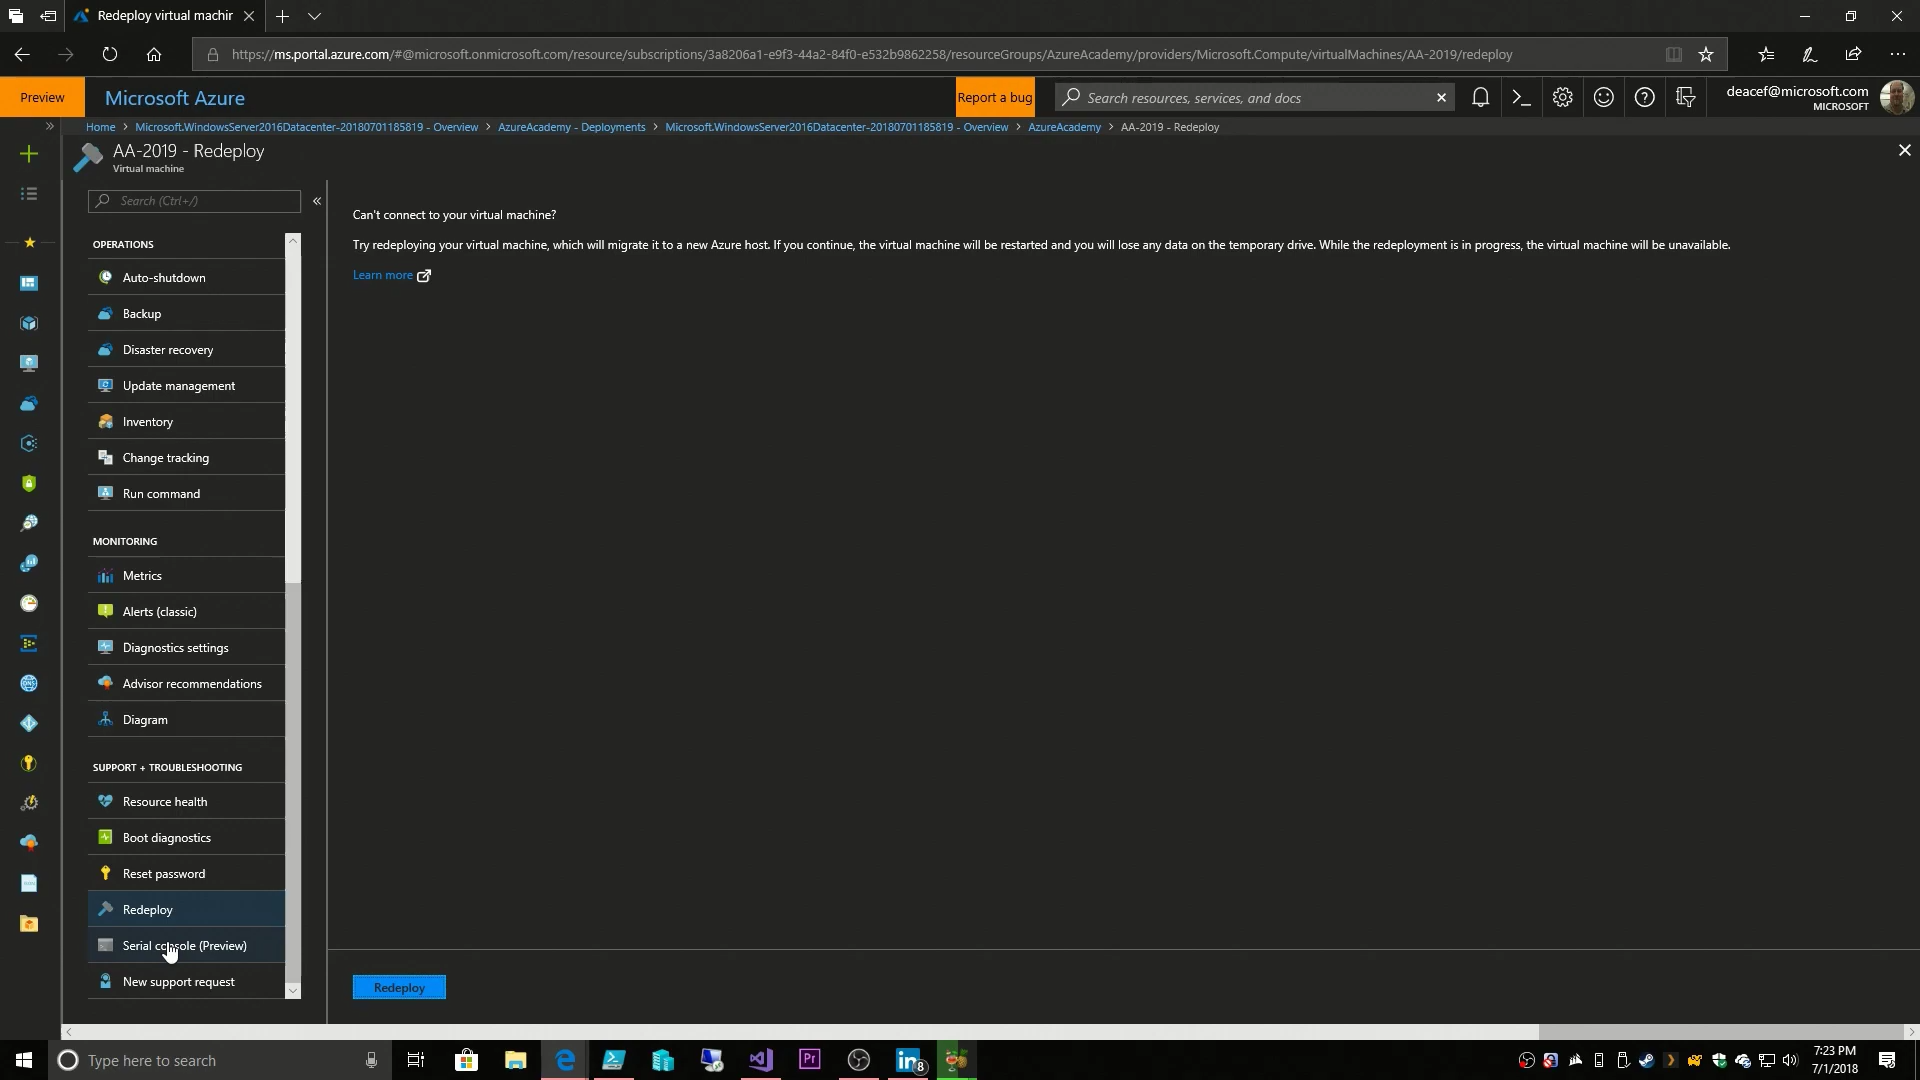 Redeploy virtual machir
https://ms.portal.azure.com/#@microsoft.onmicrosoft.com/resource/subscriptions/3a8206a1-e9f3-44a2-84f0-e532b9862258/resourceGroups/AzureAcademy/providers/Microsoft.Compute/virtualMachines/AA-2019/redeploy
Preview
Microsoft Azure
Report a bug
Search resources, services, and docs
deacef@microsoft.com
MICROSOFT
Home > Microsoft.WindowsServer2016Datacenter-20180701185819 - Overview > AzureAcademy - Deployments > Microsoft.WindowsServer2016Datacenter-20180701185819 - Overview > AzureAcademy > AA-2019 - Redeploy
AA-2019 - Redeploy
Virtual machine
Search (Ctrl+/)
OPERATIONS
Auto-shutdown
Backup
Disaster recovery
Update management
Inventory
Change tracking
Run command
MONITORING
Metrics
Alerts (classic)
Diagnostics settings
Advisor recommendations
Diagram
SUPPORT + TROUBLESHOOTING
Resource health
Boot diagnostics
Reset password
Redeploy
Serial console (Preview)
New support request
Can't connect to your virtual machine?
Try redeploying your virtual machine, which will migrate it to a new Azure host. If you continue, the virtual machine will be restarted and you will lose any data on the temporary drive. While the redeployment is in progress, the virtual machine will be unavailable.
Learn more
Redeploy
Type here to search
Pr
in
8
7:23 PM
7/1/2018